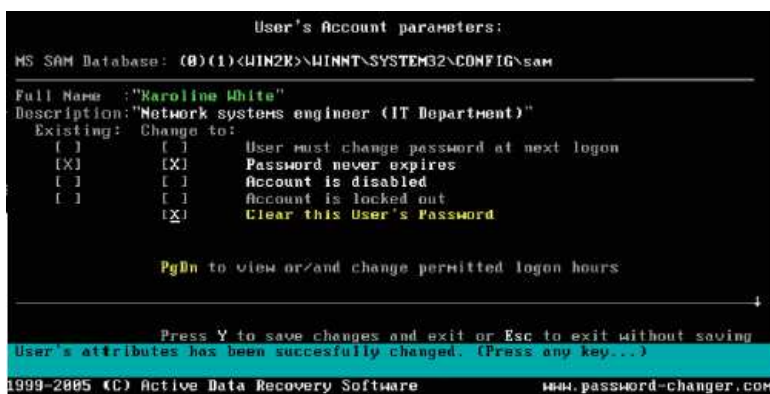 User's Account parameters:
MS SAM Database: (0)(1)<WIN2K>\WINNT\SYSTEM32\CONFIG\sam
Full Name :"Karoline White"
Description:"Network systems engineer (IT Department)"
Existing: Change to:
[ ] [ ] User must change password at next logon
[X] [X] Password never expires
[ ] [ ] Account is disabled
[ ] [ ] Account is locked out
[X] Clear this User's Password
PgDn to view or/and change permitted logon hours
Press Y to save changes and exit or Esc to exit without saving
User's attributes has been succesfully changed. (Press any key...)
1999-2005 (C) Active Data Recovery Software www.password-changer.com